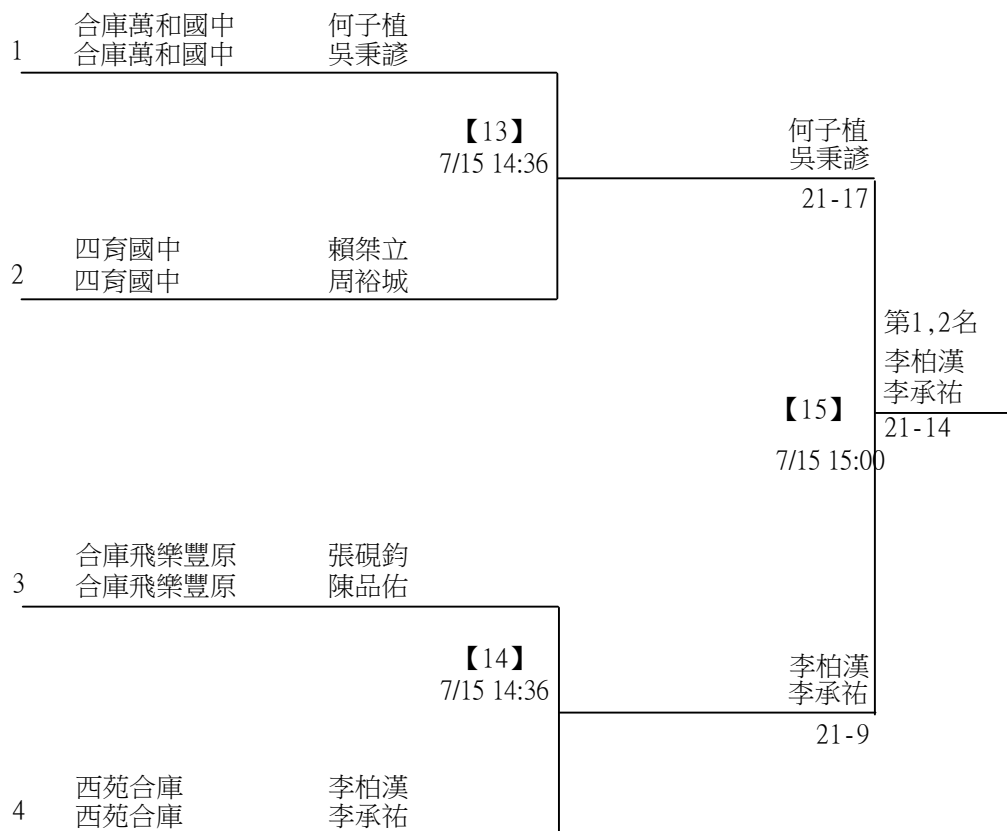 合庫萬和國中 何子植
1 合庫萬和國中 吳秉諺
【13】
7/15 14:36
何子植
吳秉諺
21-17
四育國中 賴桀立
2 四育國中 周裕城
第1,2名
李柏漢
李承祐
【15】
21-14
7/15 15:00
合庫飛樂豐原 張硯鈞
3 合庫飛樂豐原 陳品佑
【14】
7/15 14:36
李柏漢
李承祐
21-9
西苑合庫 李柏漢
4 西苑合庫 李承祐